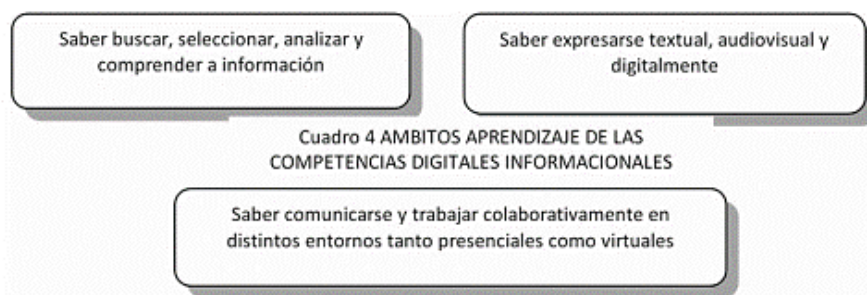 Saber buscar, seleccionar, analizar y
comprender a información
Saber expresarse textual, audiovisual y
digitalmente
Cuadro 4 AMBITOS APRENDIZAJE DE LAS
COMPETENCIAS DIGITALES INFORMACIONALES
Saber comunicarse y trabajar colaborativamente en
distintos entornos tanto presenciales como virtuales